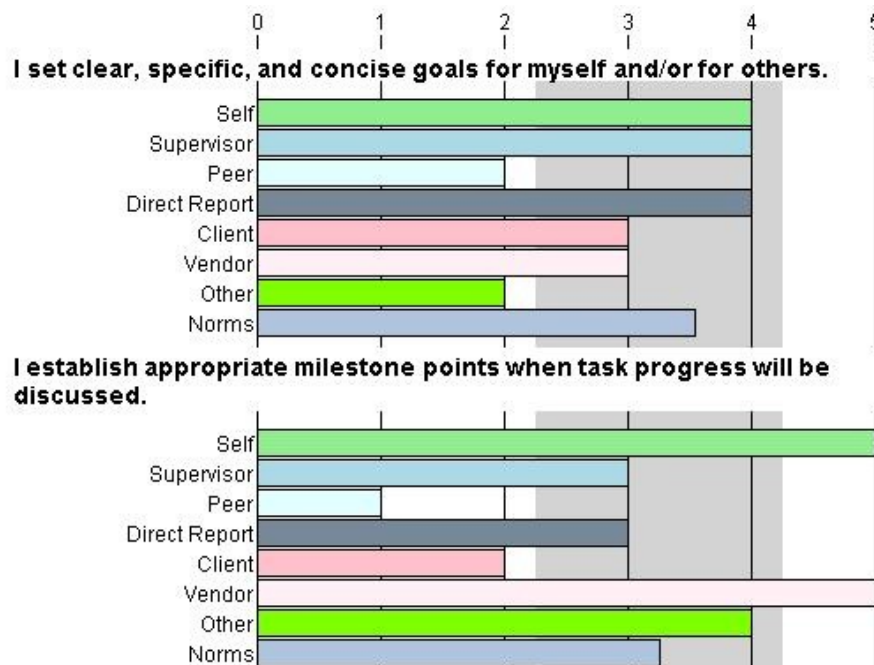 0 1 2 3 4 5
I set clear, specific, and concise goals for myself and/or for others.
Self
Supervisor
Peer
Direct Report
Client
Vendor
Other
Norms
I establish appropriate milestone points when task progress will be
discussed.
Self
Supervisor
Peer
Direct Report
Client
Vendor
Other
Norms